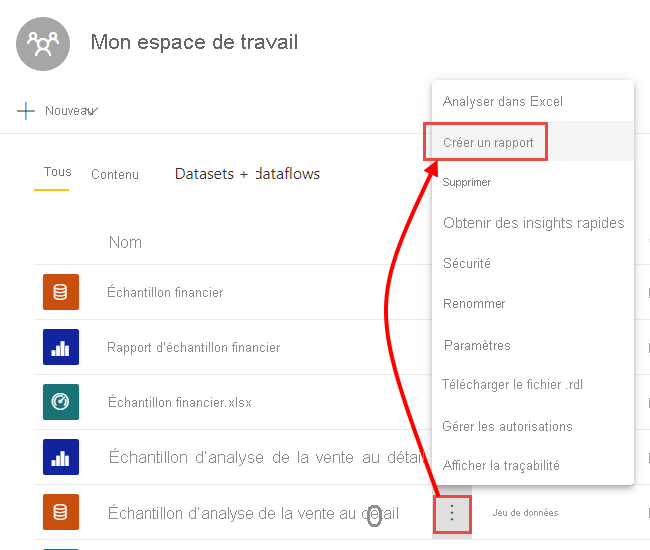 Mon espace de travail
Nouveau
Tous
Contenu
Datasets + dataflows
Nom
Échantillon financier
Rapport d'échantillon financier
Échantillon financier.xlsx
Échantillon d'analyse de la vente au détail
Échantillon d'analyse de la vente au détail
Jeu de données
Analyser dans Excel
Créer un rapport
Supprimer
Obtenir des insights rapides
Sécurité
Renommer
Paramètres
Télécharger le fichier .rdl
Gérer les autorisations
Afficher la traçabilité